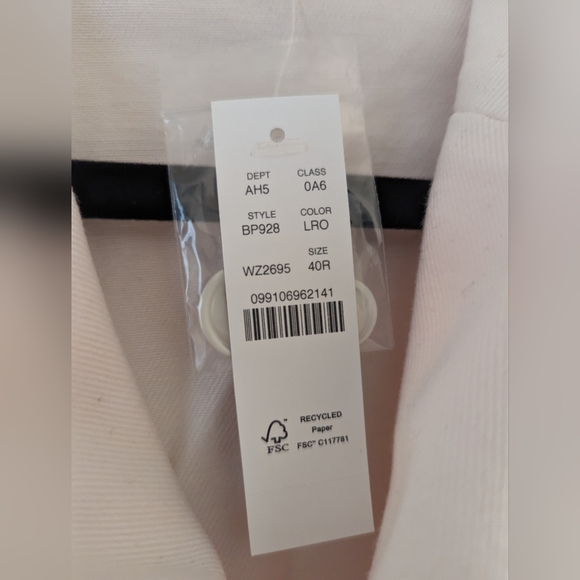 DEPT CLASS
AH5 0A6
STYLE COLOR
BP928 LRO
SIZE
WZ2695 40R
099106962141
RECYCLED
Paper
FSC™ FSC® C117781